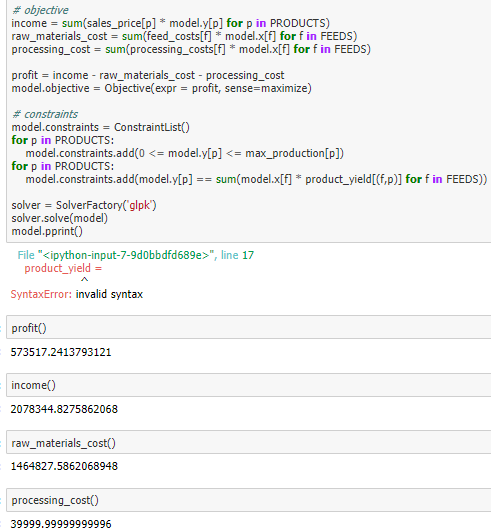 # objective
income = sum(sales_price[p] * model.y[p] for p in PRODUCTS)
raw_materials_cost = sum(feed_costs[f] * model.x[f] for f in FEEDS)
processing_cost = sum(processing_costs[f] * model.x[f] for f in FEEDS)

profit = income - raw_materials_cost - processing_cost
model.objective = Objective(expr = profit, sense=maximize)

# constraints
model.constraints = ConstraintList()
for p in PRODUCTS:
    model.constraints.add(0 <= model.y[p] <= max_production[p])
for p in PRODUCTS:
    model.constraints.add(model.y[p] == sum(model.x[f] * product_yield[(f,p)] for f in FEEDS))

solver = SolverFactory('glpk')
solver.solve(model)
model.pprint()

  File "<ipython-input-7-9d0bbdfd689e>", line 17
    product_yield =
                    ^
SyntaxError: invalid syntax

profit()
573517.2413793121

income()
2078344.8275862068

raw_materials_cost()
1464827.5862068948

processing_cost()
39999.99999999996